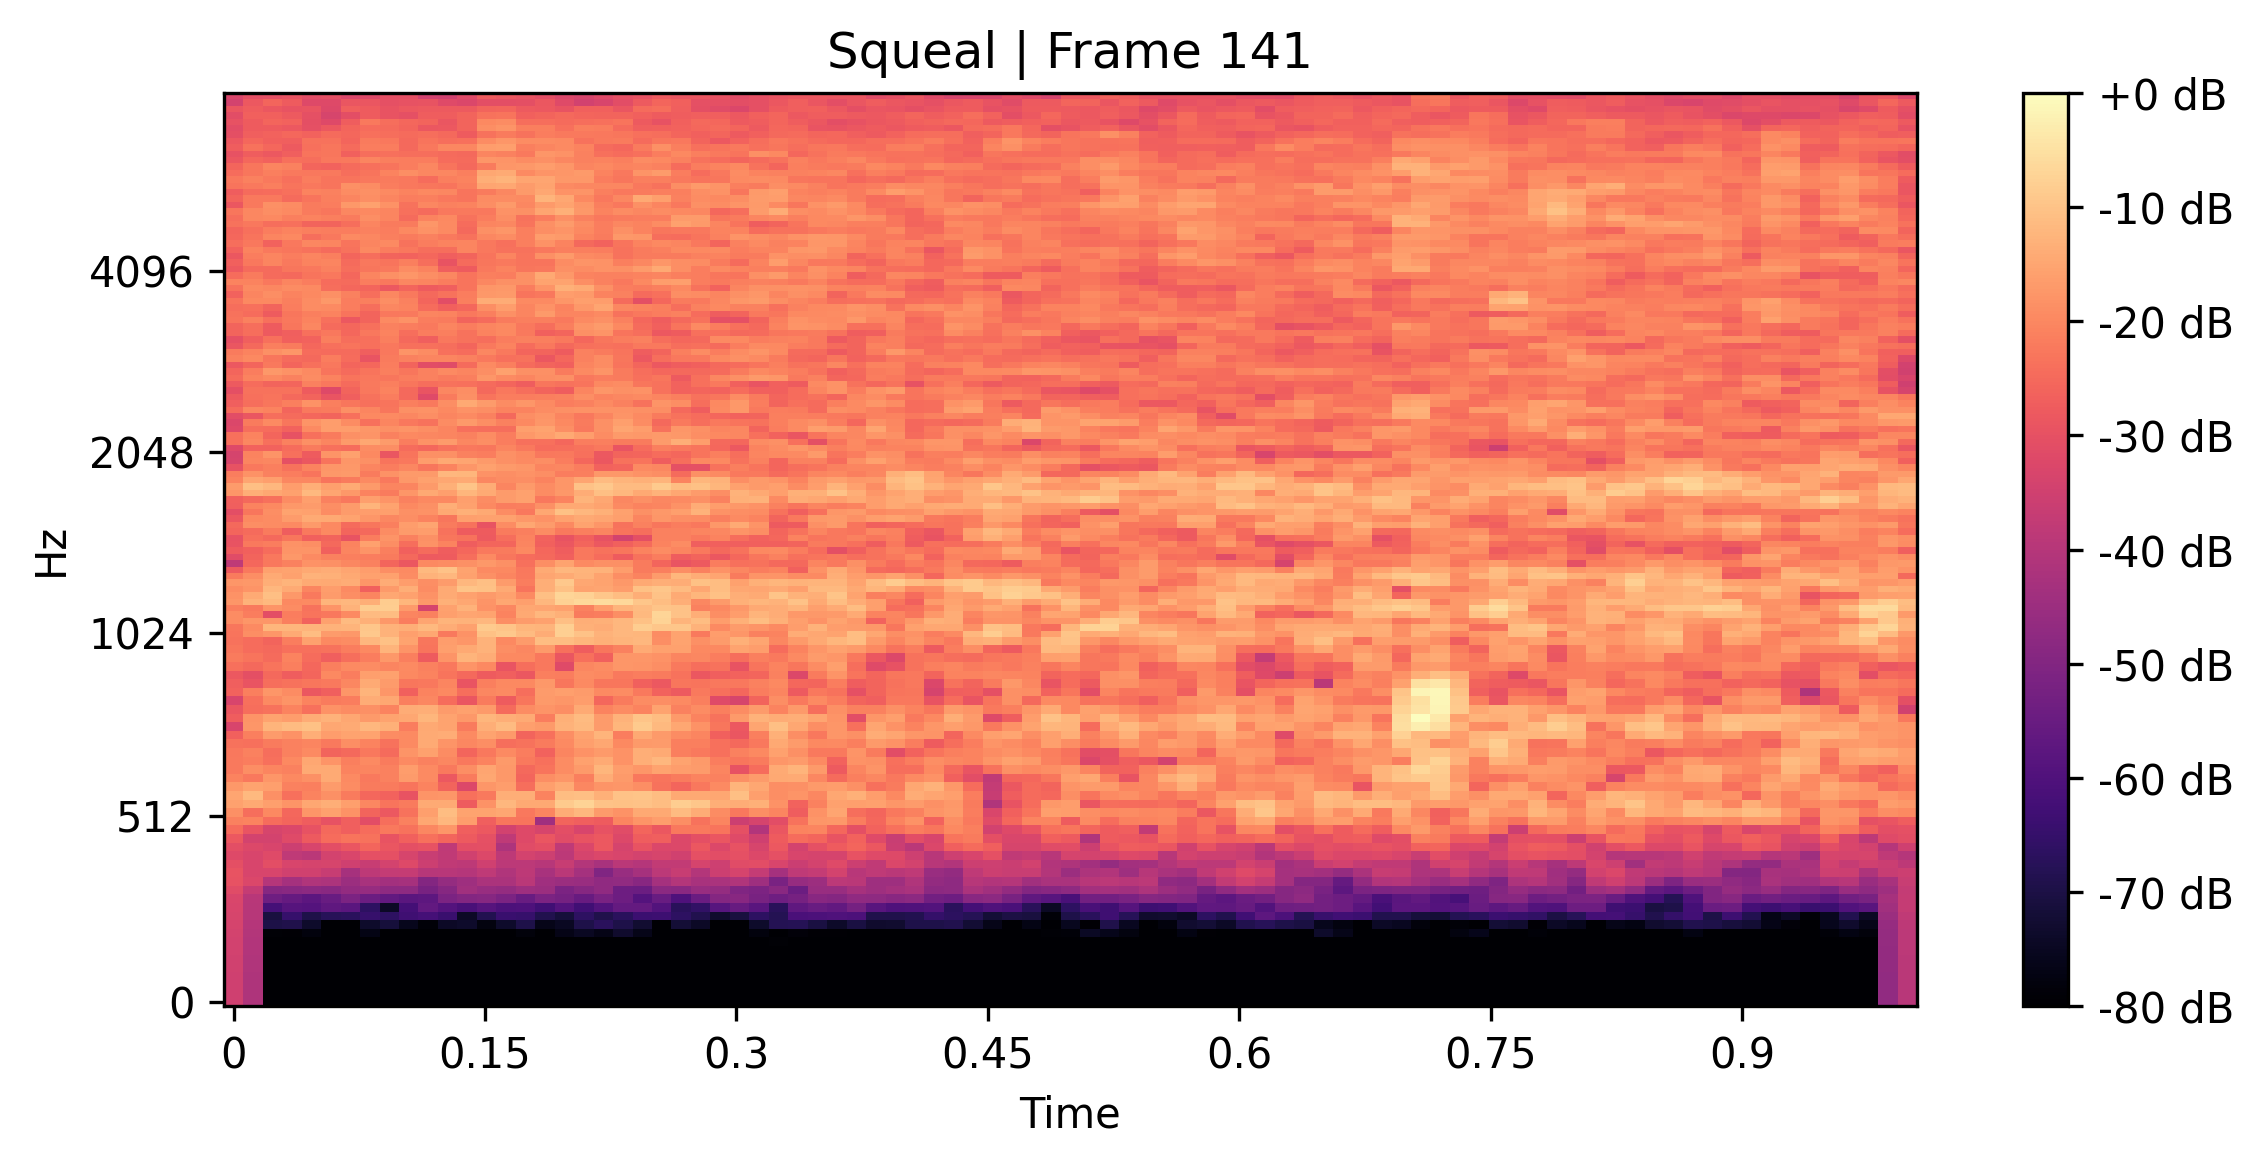 Squeal | Frame 141
+0 dB
-10 dB
-20 dB
-30 dB
-40 dB
-50 dB
-60 dB
-70 dB
-80 dB
Hz
4096
2048
1024
512
0
0 0.15 0.3 0.45 0.6 0.75 0.9
Time